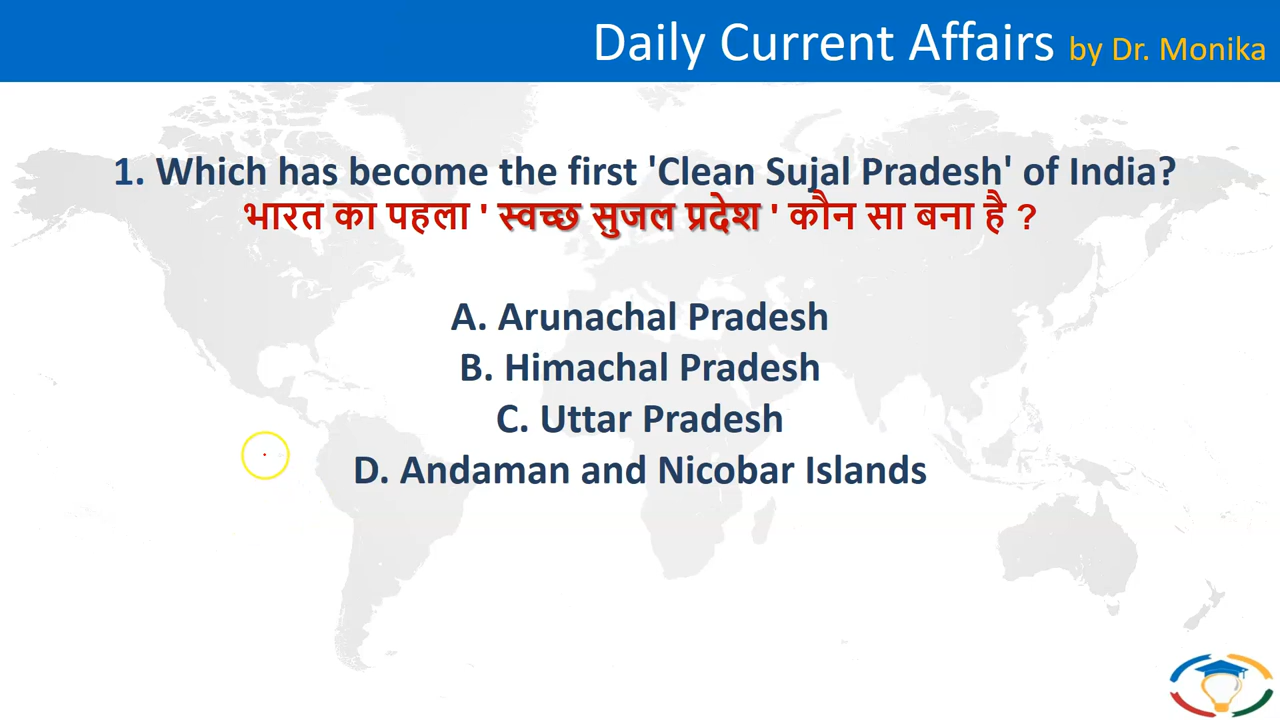 Daily Current Affairs by Dr. Monika
1. Which has become the first 'Clean Sujal Pradesh' of India?
भारत का पहला ' स्वच्छ सुजल प्रदेश ' कौन सा बना है ?
A. Arunachal Pradesh
B. Himachal Pradesh
C. Uttar Pradesh
D. Andaman and Nicobar Islands